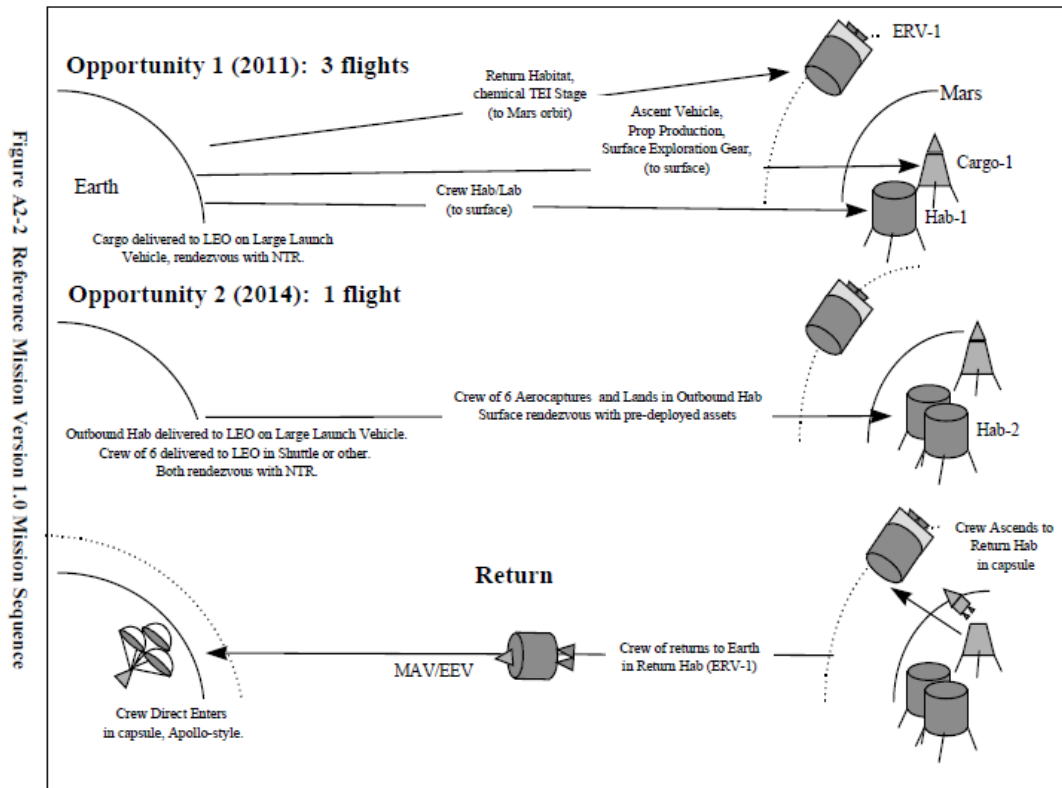 Figure A2-2 Reference Mission Version 1.0 Mission Sequence
Opportunity 1 (2011): 3 flights
Return Habitat,
chemical TEI Stage
(to Mars orbit)
ERV-1
Ascent Vehicle,
Prop Production,
Surface Exploration Gear,
(to surface)
Mars
Earth
Crew Hab/Lab
(to surface)
Cargo-1
Hab-1
Cargo delivered to LEO on Large Launch
Vehicle, rendezvous with NTR.
Opportunity 2 (2014): 1 flight
Crew of 6 Aerocaptures and Lands in Outbound Hab
Surface rendezvous with pre-deployed assets
Hab-2
Outbound Hab delivered to LEO on Large Launch Vehicle.
Crew of 6 delivered to LEO in Shuttle or other.
Both rendezvous with NTR.
Return
Crew Ascends to
Return Hab
in capsule
Crew of returns to Earth
in Return Hab (ERV-1)
MAV/EEV
Crew Direct Enters
in capsule, Apollo-style.